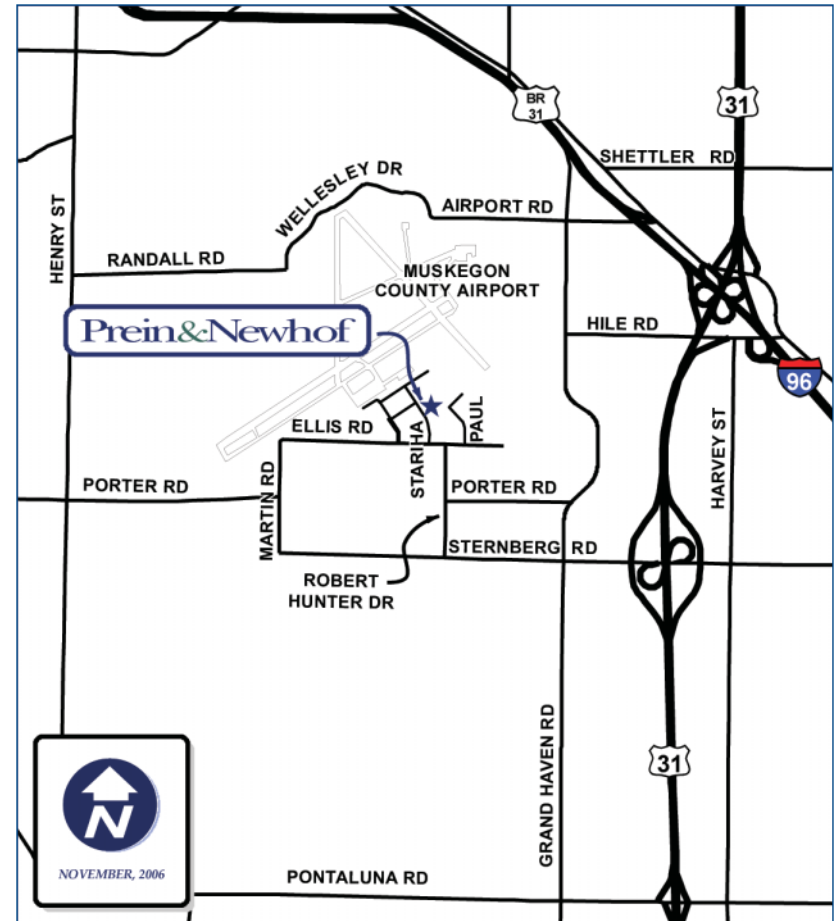 BR
31
31
SHETTLER RD
WELLESLEY DR
AIRPORT RD
HENRY ST
RANDALL RD
MUSKEGON
COUNTY AIRPORT
Prein&Newhof
HILE RD
96
ELLIS RD
STARIHA
PAUL
HARVEY ST
PORTER RD
MARTIN RD
PORTER RD
STERNBERG RD
ROBERT
HUNTER DR
GRAND HAVEN RD
31
N
NOVEMBER, 2006
PONTALUNA RD